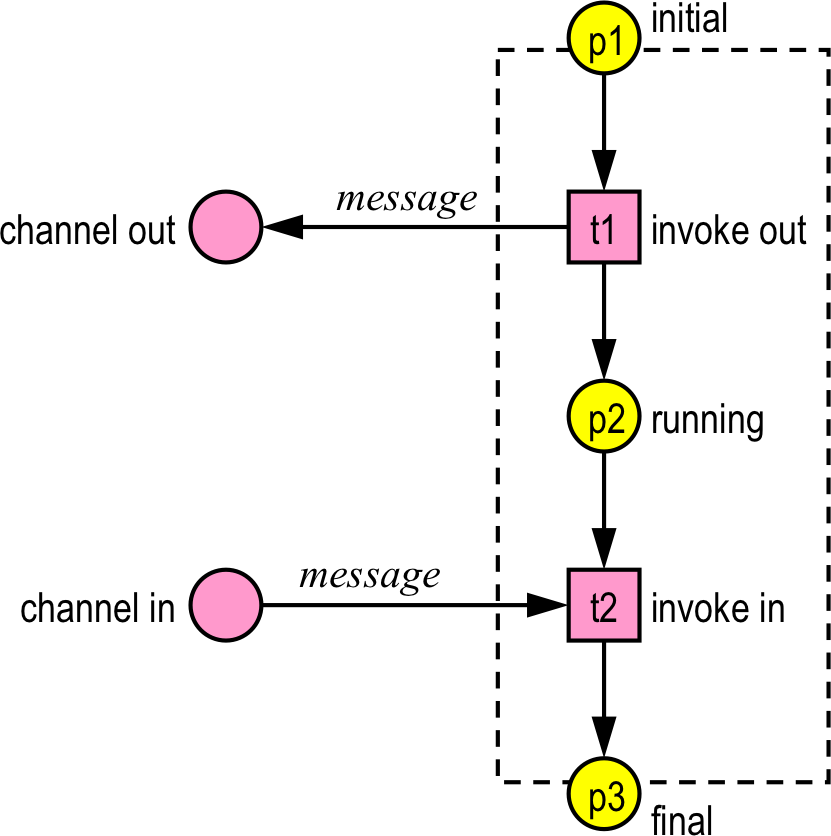 p1 initial
message
channel out t1 invoke out
p2 running
message
channel in t2 invoke in
p3 final